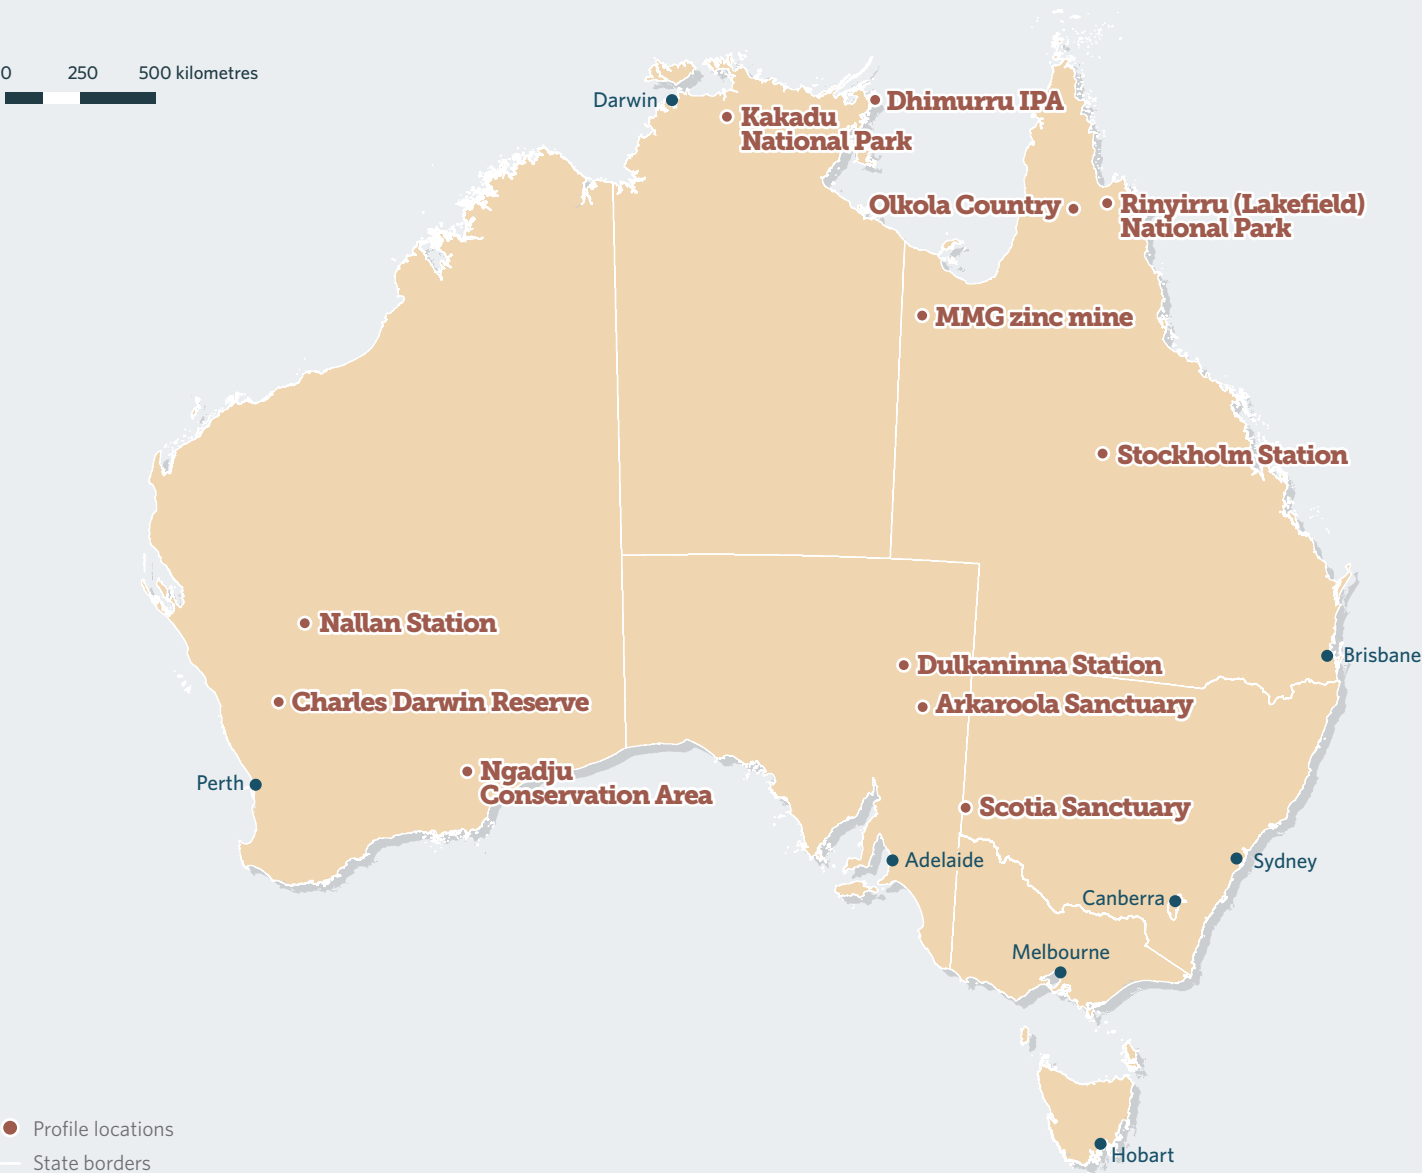 0 250 500 kilometres
Darwin
Dhimurru IPA
Kakadu
National Park
Olkola Country
Rinyirru (Lakefield)
National Park
MMG zinc mine
Stockholm Station
Nallan Station
Dulkaninna Station
Brisbane
Charles Darwin Reserve
Arkaroola Sanctuary
Perth
Ngadju
Conservation Area
Scotia Sanctuary
Adelaide
Sydney
Canberra
Melbourne
Profile locations
Hobart
State borders